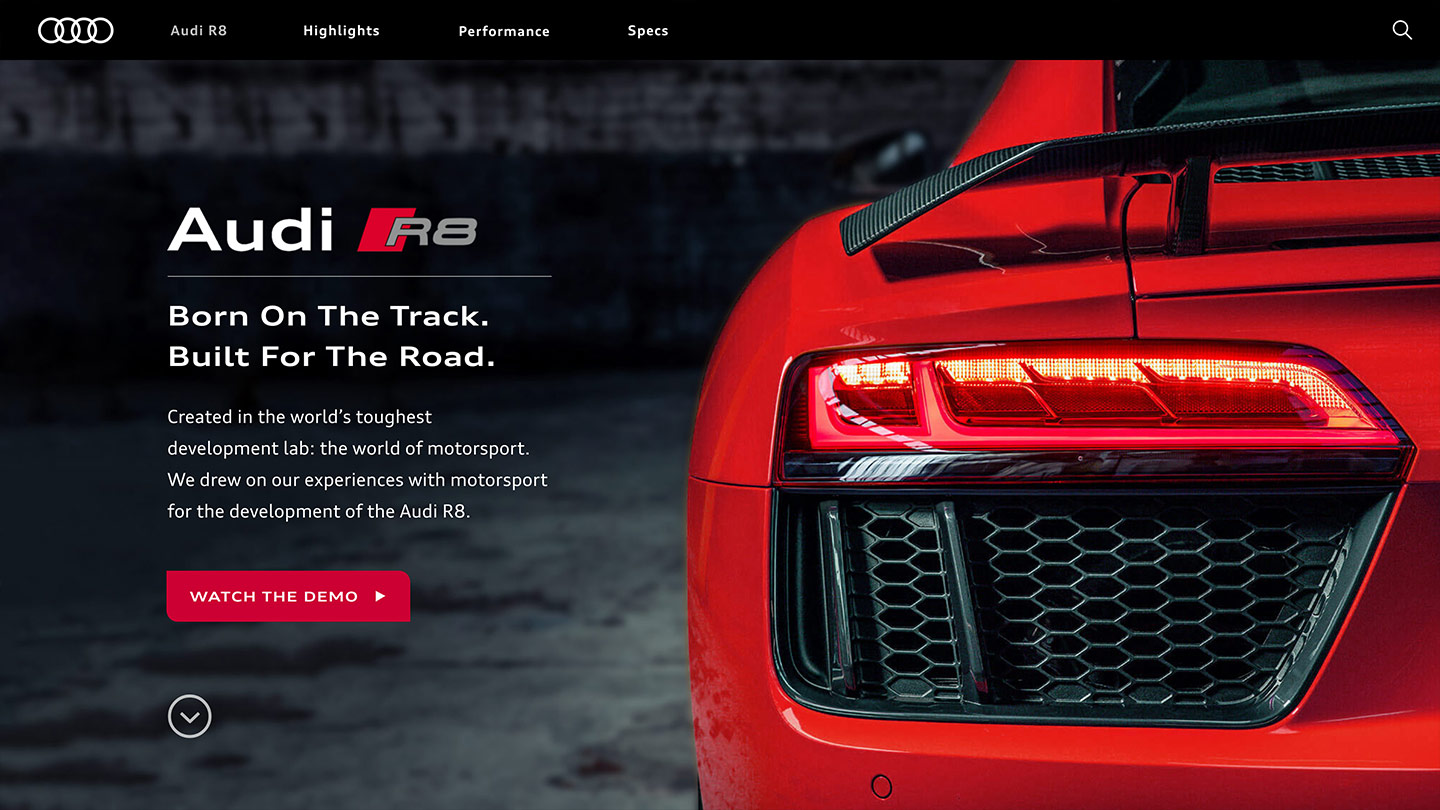 Audi R8 Highlights Performance Specs
Audi R8
Born On The Track.
Built For The Road.
Created in the world’s toughest
development lab: the world of motorsport.
We drew on our experiences with motorsport
for the development of the Audi R8.
WATCH THE DEMO